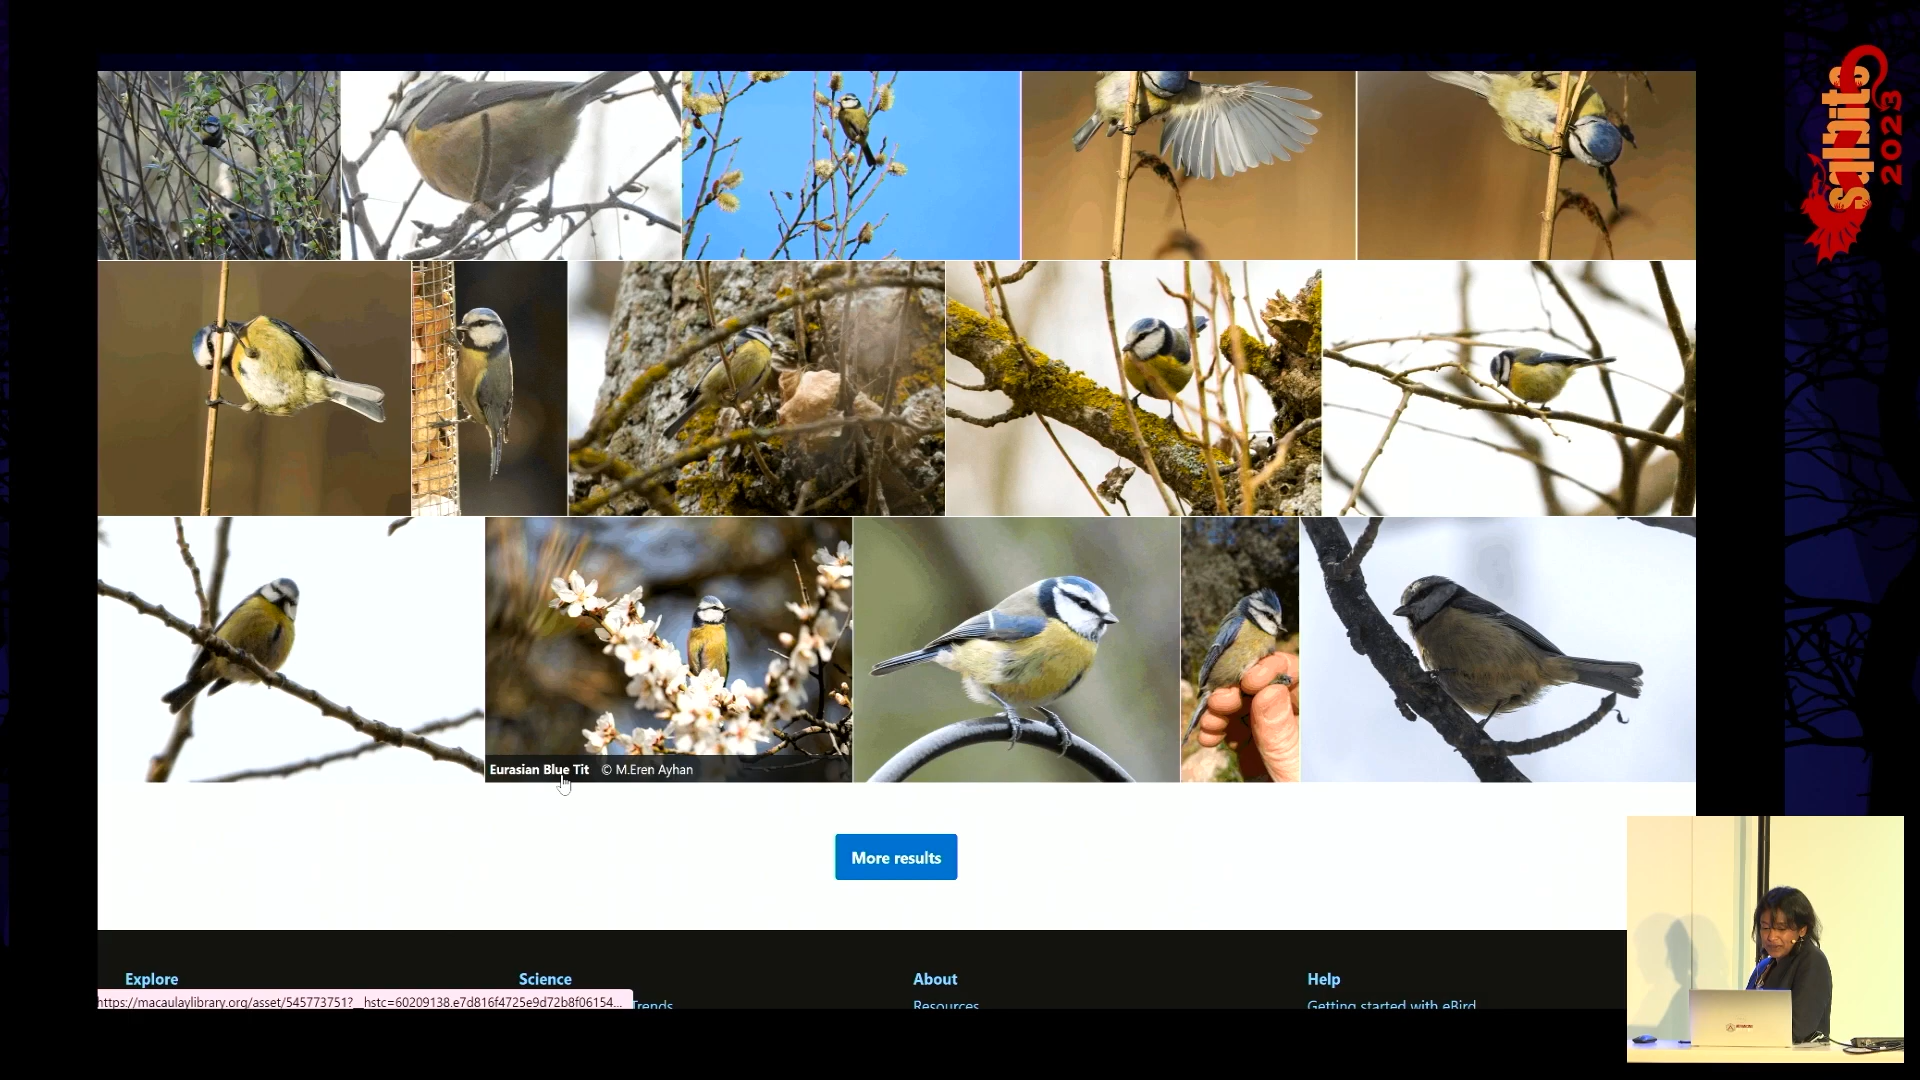 sqlbits
2023
Eurasian Blue Tit © M.Eren Ayhan
More results
Explore
Science
About
Help
https://macaulaylibrary.org/asset/545773751?__hstc=60209138.e7d816f4725e9d72b8f06154...
Trends
Resources
Getting started with eBird